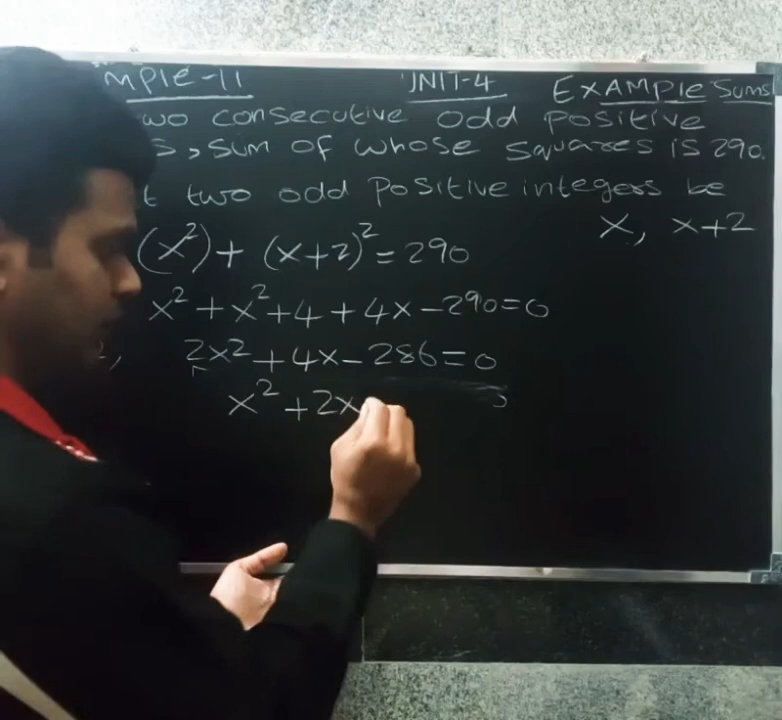 MPLE-11 UNIT-4 EXAMPLE SUMS
WO CONSECUTIVE ODD POSITIVE
S, SUM OF WHOSE SQUARES IS 290.
t two odd positive integers be
x, x+2
(x²) + (x+2)² = 290
x² + x² + 4 + 4x - 290 = 0
2x² + 4x - 286 = 0
x² + 2x